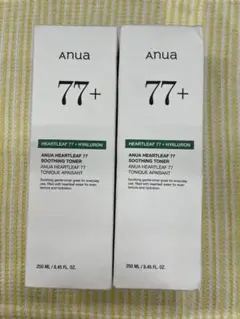 Anua
77+
HEARTLEAF 77 + HYALURON
ANUA HEARTLEAF 77
SOOTHING TONER
ANUA HEARTLEAF 77
TONIQUE APAISANT
250 ML / 8.45 FL. OZ.
Anua
77+
HEARTLEAF 77 + HYALURON
ANUA HEARTLEAF 77
SOOTHING TONER
ANUA HEARTLEAF 77
TONIQUE APAISANT
250 ML / 8.45 FL. OZ.